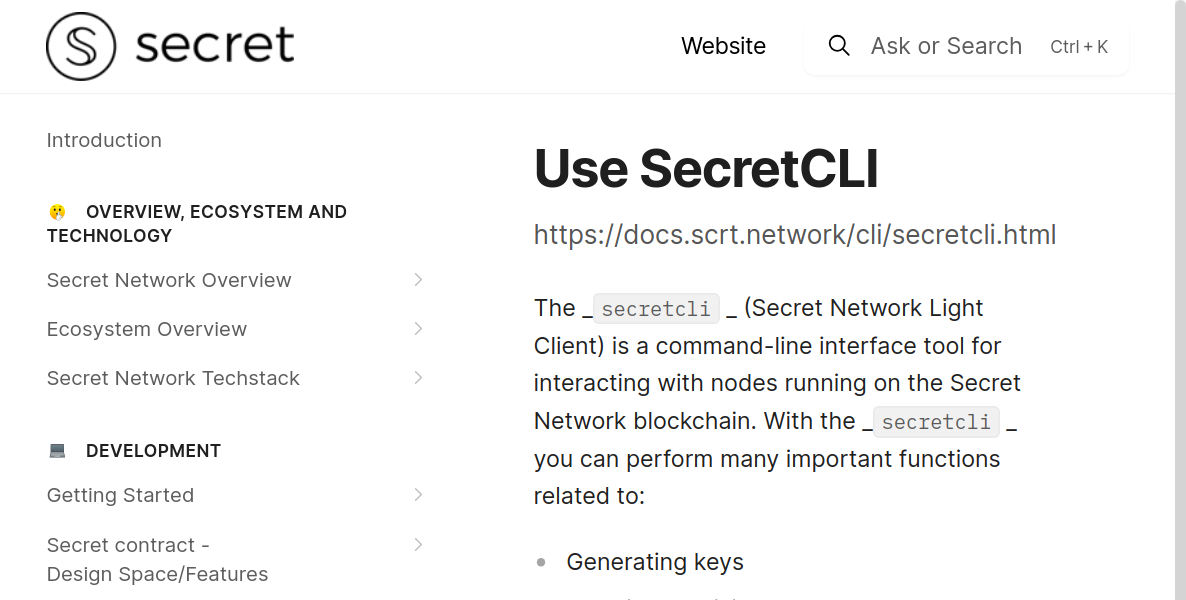 secret
Website
Ask or Search Ctrl + K
Introduction
OVERVIEW, ECOSYSTEM AND
TECHNOLOGY
Secret Network Overview
Ecosystem Overview
Secret Network Techstack
DEVELOPMENT
Getting Started
Secret contract -
Design Space/Features
Use SecretCLI
https://docs.scrt.network/cli/secretcli.html
The _ secretcli _ (Secret Network Light
Client) is a command-line interface tool for
interacting with nodes running on the Secret
Network blockchain. With the _ secretcli _
you can perform many important functions
related to:
Generating keys